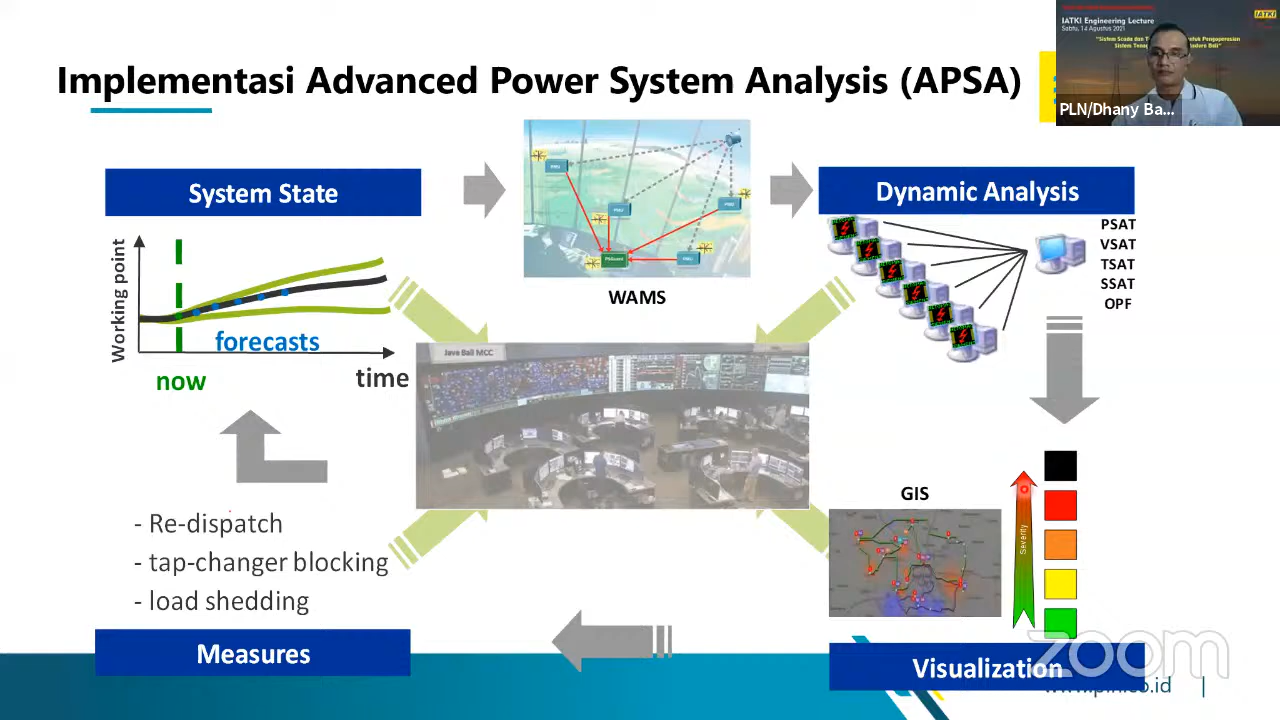 IATKI Engineering Lecture
Sabtu, 14 Agustus 2021
IATKI
PLN/Dhany Ba...
Implementasi Advanced Power System Analysis (APSA)
System State
Working point
forecasts
now
time
WAMS
Dynamic Analysis
PSAT
VSAT
TSAT
SSAT
OPF
Jawa Bali MCC
GIS
Severity
- Re-dispatch
- tap-changer blocking
- load shedding
Measures
Visualization
zoom
www.pln.co.id